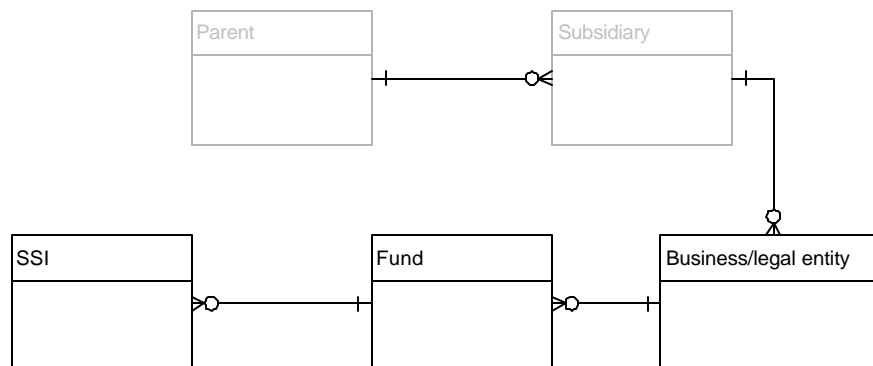 Parent
Subsidiary
SSI
Fund
Business/legal entity